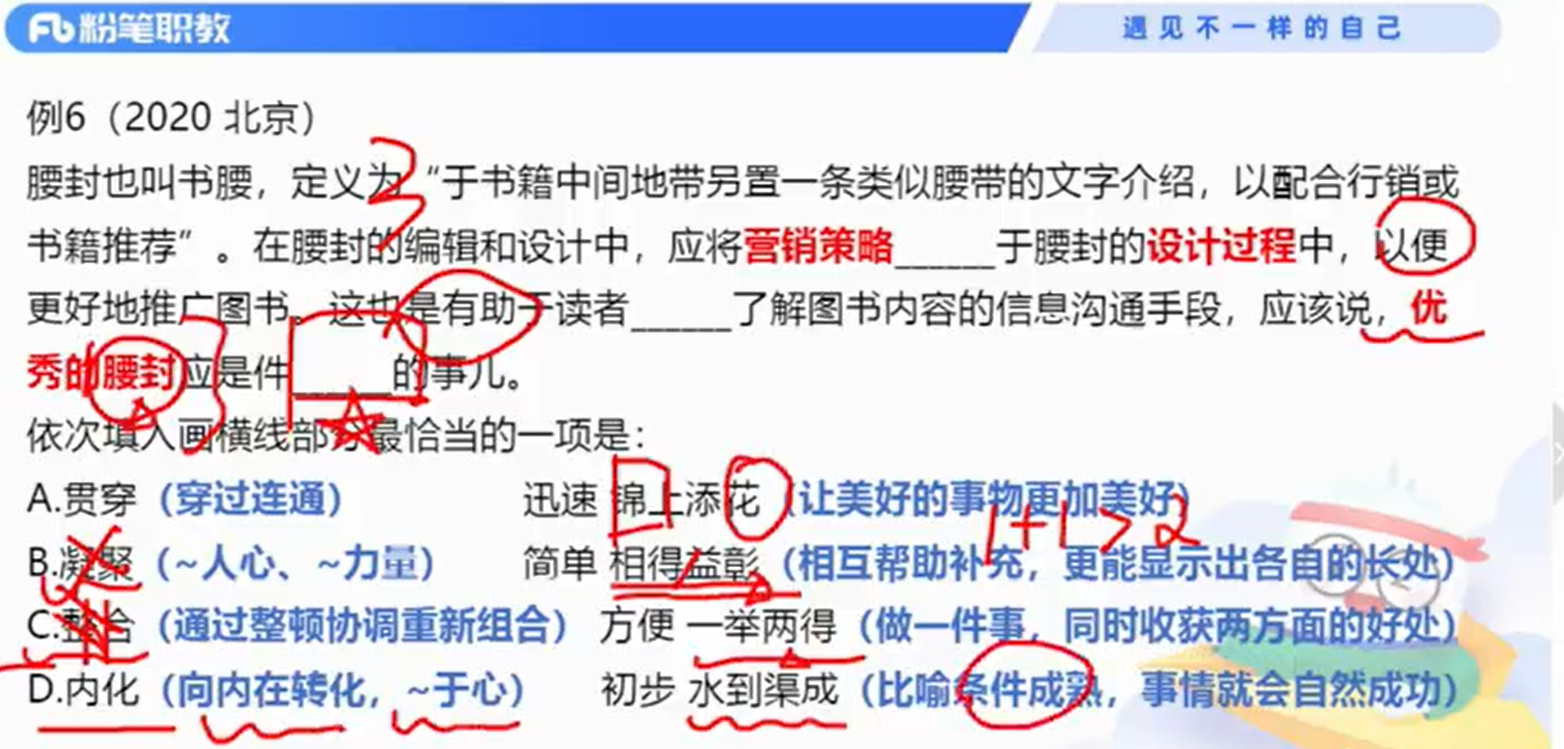 粉笔职教
遇见不一样的自己
例6（2020 北京）
腰封也叫书腰，定义为“于书籍中间地带另置一条类似腰带的文字介绍，以配合行销或
书籍推荐”。在腰封的编辑和设计中，应将营销策略______于腰封的设计过程中，以便
更好地推广图书。这也是有助于读者______了解图书内容的信息沟通手段，应该说，优
秀的腰封应是件______的事儿。
依次填入画横线部分最恰当的一项是：
A.贯穿（穿过连通） 迅速 锦上添花（让美好的事物更加美好）
1+1>2
B.凝聚（~人心、~力量） 简单 相得益彰（相互帮助补充，更能显示出各自的长处）
C.整合（通过整顿协调重新组合） 方便 一举两得（做一件事，同时收获两方面的好处）
D.内化（向内在转化，~于心） 初步 水到渠成（比喻条件成熟，事情就会自然成功）